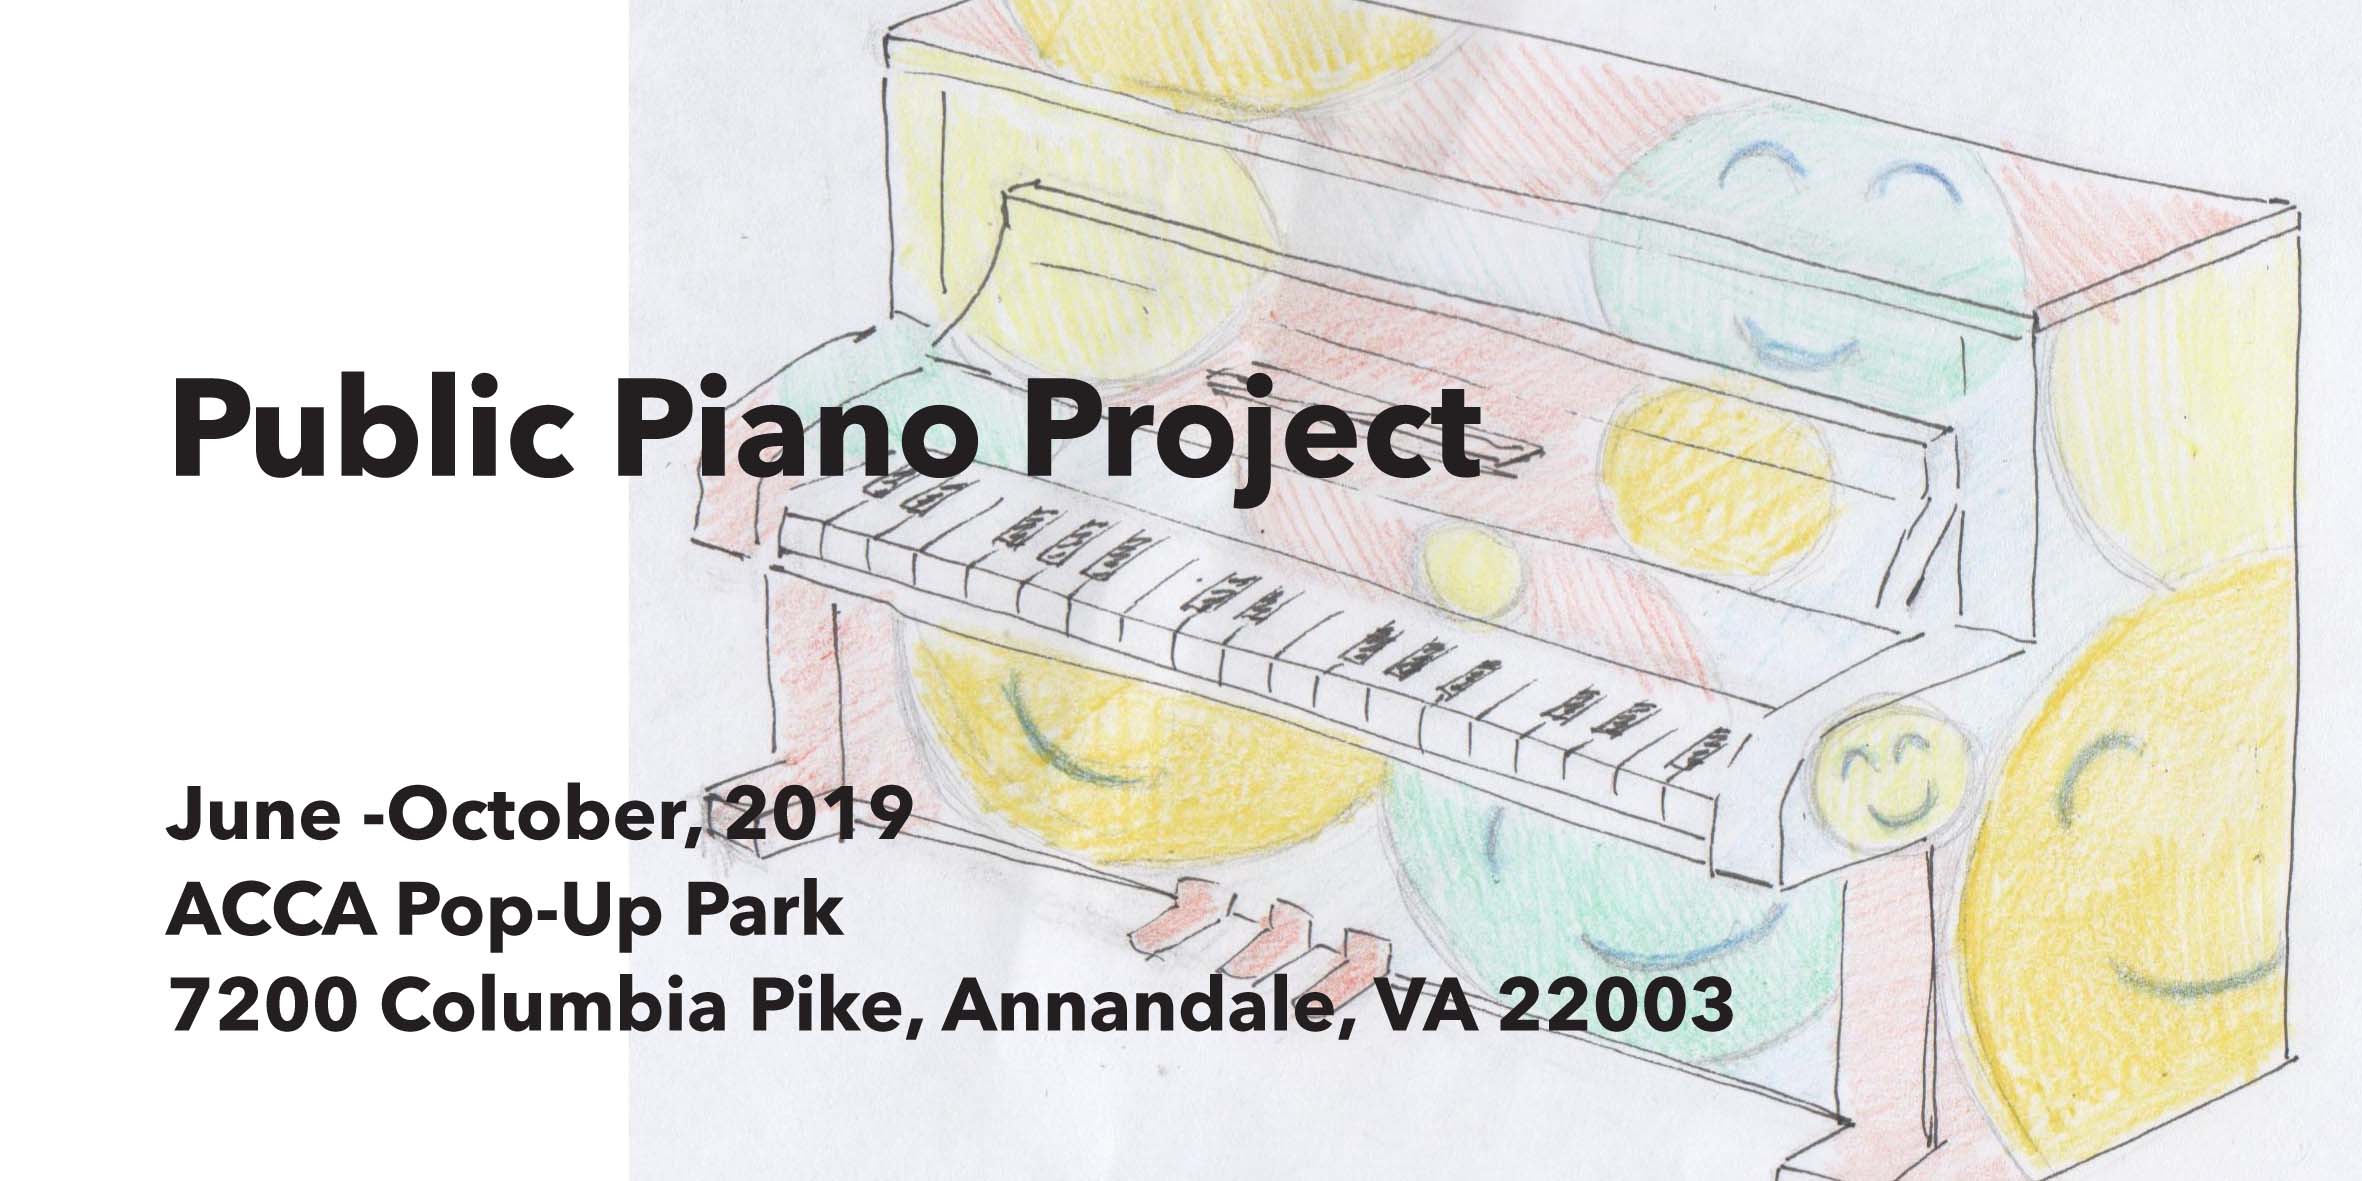 Public Piano Project
June -October, 2019
ACCA Pop-Up Park
7200 Columbia Pike, Annandale, VA 22003